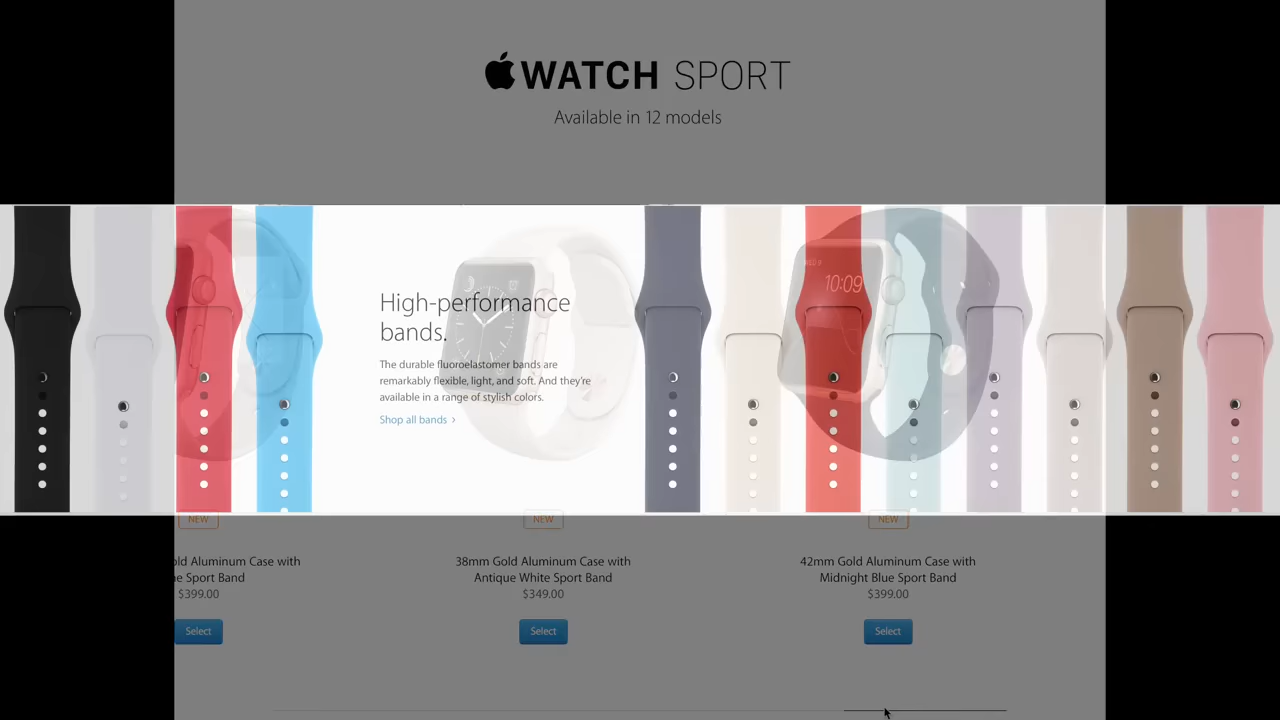 WATCH SPORT
Available in 12 models
10:09
High-performance
bands.
The durable fluoroelastomer bands are
remarkably flexible, light, and soft. And they're
available in a range of stylish colors.
Shop all bands ›
NEW
NEW
NEW
old Aluminum Case with
ue Sport Band
$399.00
Select
38mm Gold Aluminum Case with
Antique White Sport Band
$349.00
Select
42mm Gold Aluminum Case with
Midnight Blue Sport Band
$399.00
Select